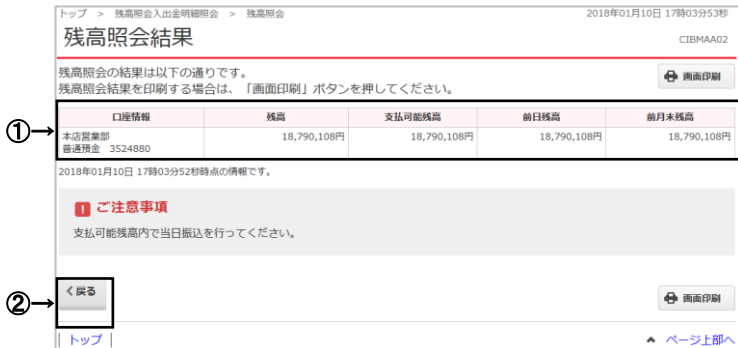 トップ > 残高照会入出金明細照会 > 残高照会
2018年01月10日 17時03分53秒
残高照会結果
CIBMAA02
残高照会の結果は以下の通りです。
残高照会結果を印刷する場合は、「画面印刷」ボタンを押してください。
画面印刷
①→
口座情報 残高 支払可能残高 前日残高 前月末残高
本店営業部
普通預金 3524880
18,790,108円 18,790,108円 18,790,108円 18,790,108円
2018年01月10日 17時03分52秒時点の情報です。
! ご注意事項
支払可能残高内で当日振込を行ってください。
②→
戻る
画面印刷
| トップ |
ページ上部へ